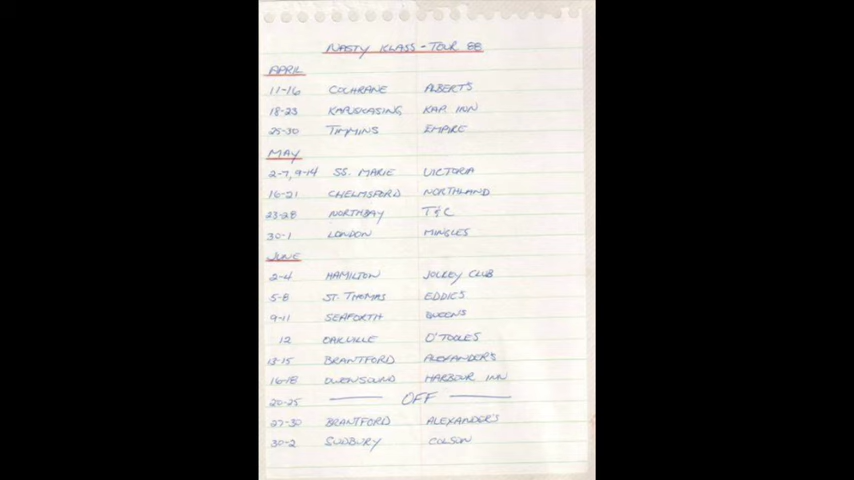 NASTY KLASS - TOUR 88
APRIL
11-16 COCHRANE ALBERTS
18-23 KAPUSKASING KAP. INN
25-30 TIMMINS EMPIRE
MAY
2-7, 9-14 SS. MARIE VICTORIA
16-21 CHELMSFORD NORTHLAND
23-28 NORTHBAY T&C
30-1 LONDON MINGLES
JUNE
2-4 HAMILTON JOCKEY CLUB
5-8 ST. THOMAS EDDIES
9-11 SEAFORTH QUEENS
12 OAKVILLE O'TOOLES
13-15 BRANTFORD ALEXANDER'S
16-18 OWENSOUND HARBOUR INN
20-25 — OFF —
27-30 BRANTFORD ALEXANDER'S
30-2 SUDBURY COLSON